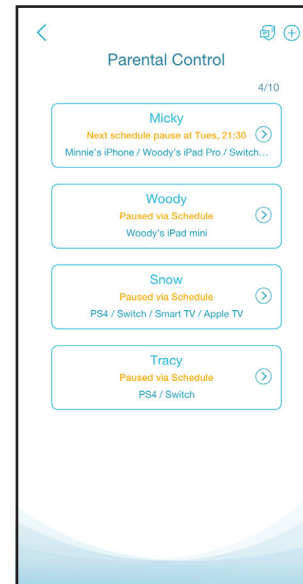 Parental Control
4/10
Micky
Next schedule pause at Tues, 21:30
Minnie's iPhone / Woody's iPad Pro / Switch...
Woody
Paused via Schedule
Woody's iPad mini
Snow
Paused via Schedule
PS4 / Switch / Smart TV / Apple TV
Tracy
Paused via Schedule
PS4 / Switch